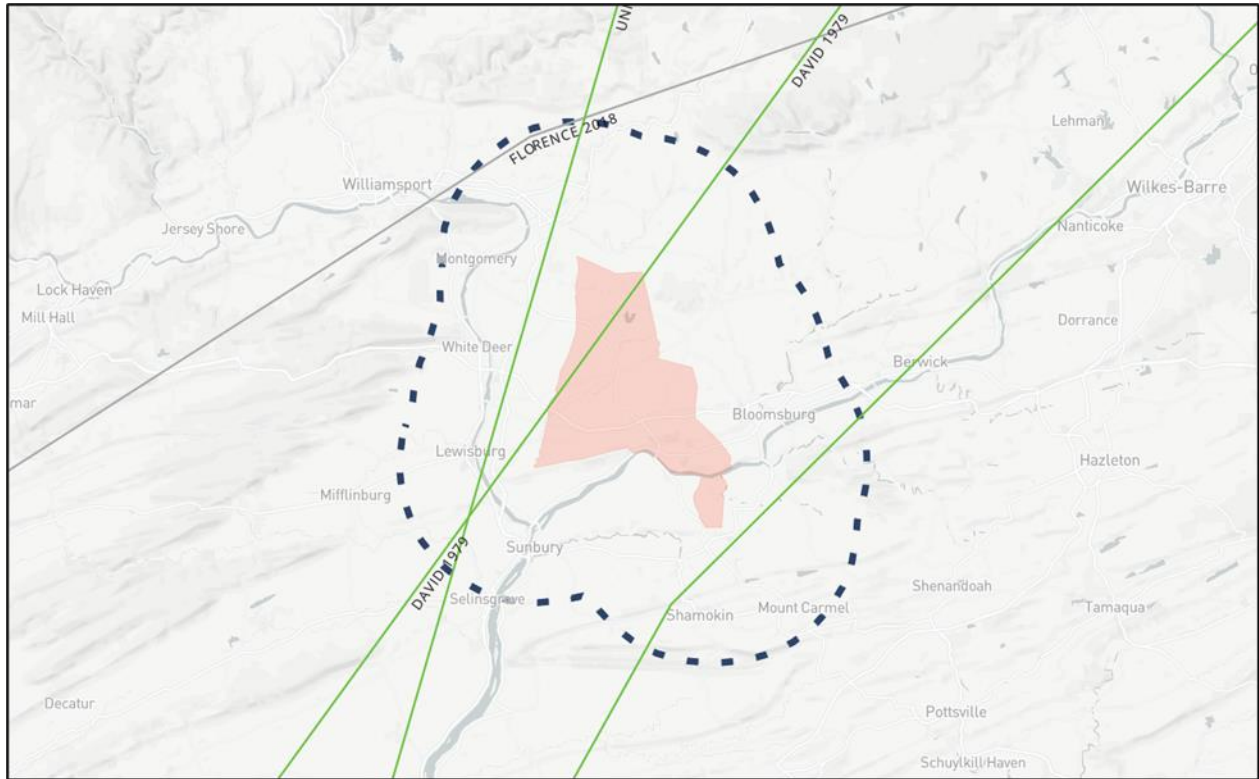 UNI
DAVID 1979
Lehman
FLORENCE 2018
Williamsport
Wilkes-Barre
Jersey Shore
Nanticoke
Montgomery
Lock Haven
Mill Hall
Dorrance
White Deer
Berwick
mar
Bloomsburg
Lewisburg
Hazleton
Mifflinburg
Sunbury
DAVID 1979
Shenandoah
Selinsgrove
Mount Carmel
Tamaqua
Shamokin
Decatur
Pottsville
Schuylkill Haven